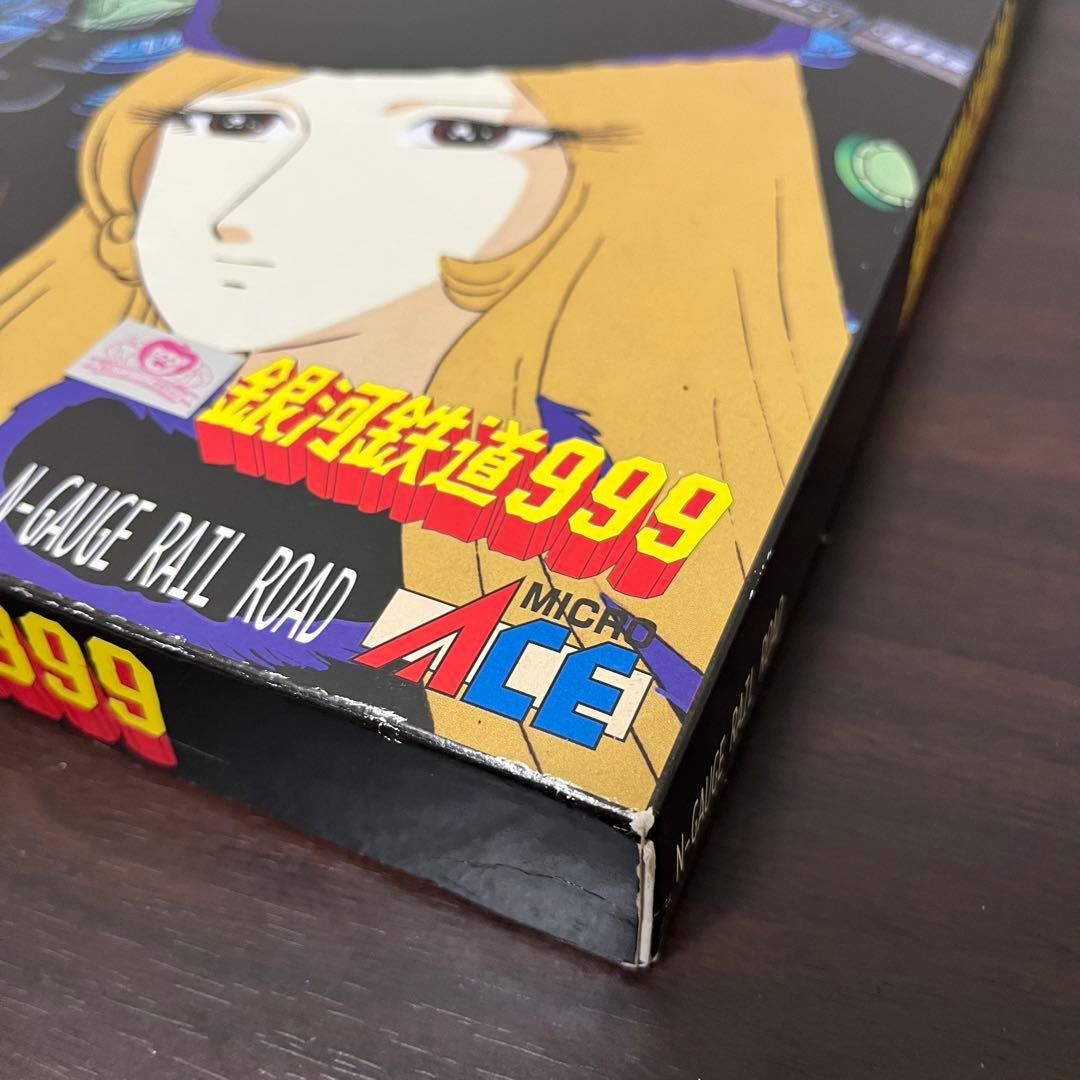 銀河鉄道999
N-GAUGE RAIL ROAD
MICRO
ACE
999
N-GAUGE RAIL ROAD